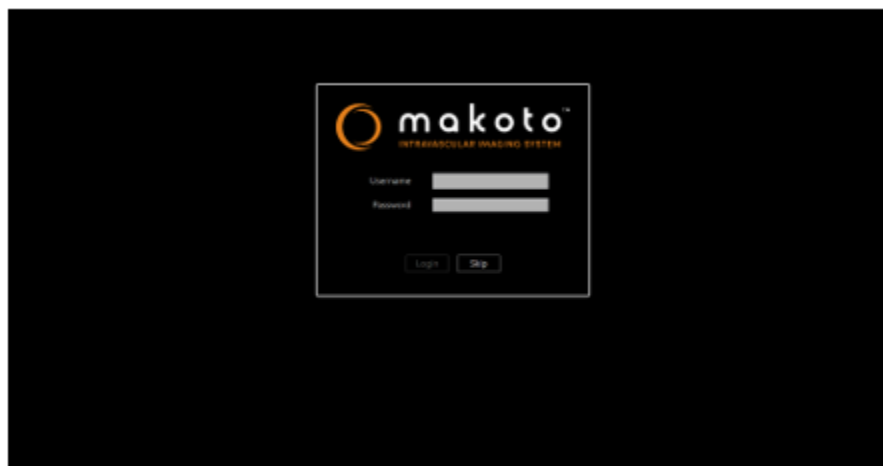 makoto™
INTRAVASCULAR IMAGING SYSTEM
Username
Password
Login Skip